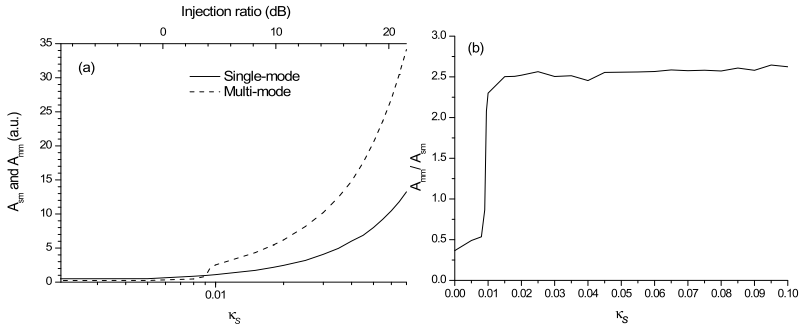 Injection ratio (dB)
0 10 20
35
30
25
20
15
10
5
0
A_sm and A_mm (a.u.)
(a)
Single-mode
Multi-mode
0.01
κ_S
(b)
3.0
2.5
2.0
1.5
1.0
0.5
0.0
A_mm / A_sm
0.00 0.01 0.02 0.03 0.04 0.05 0.06 0.07 0.08 0.09 0.10
κ_S